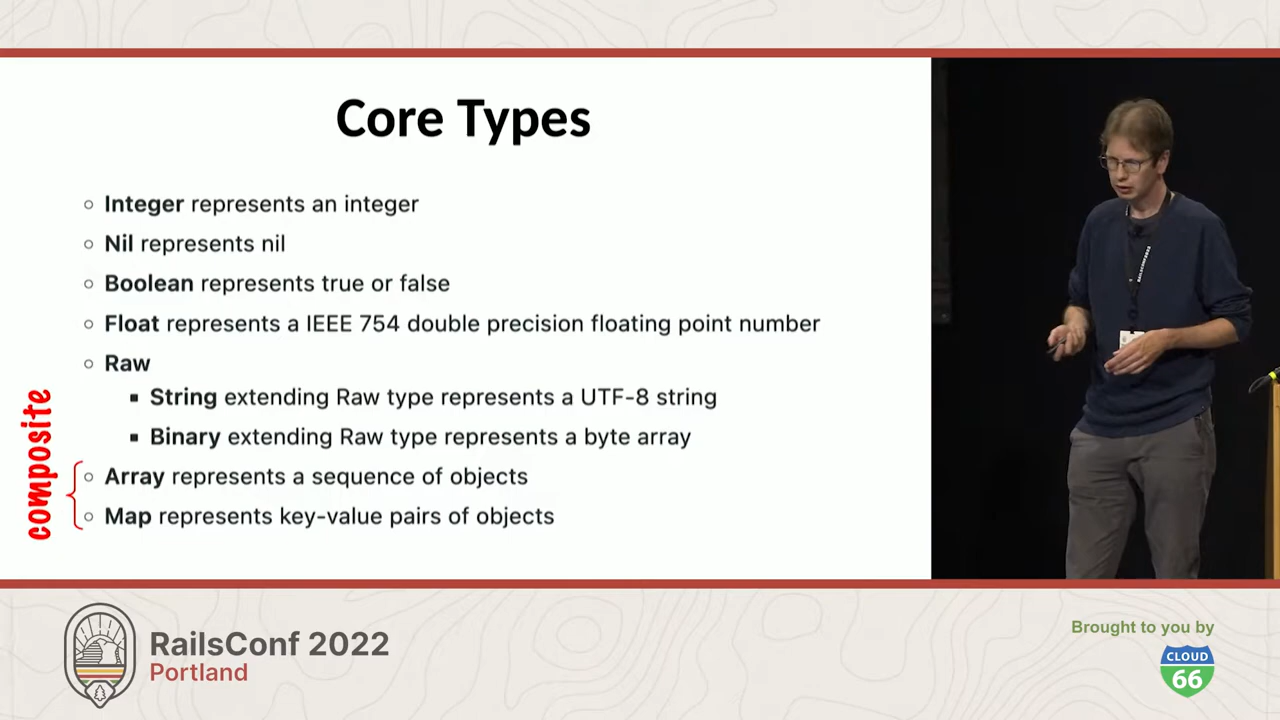 Core Types
Integer represents an integer
Nil represents nil
Boolean represents true or false
Float represents a IEEE 754 double precision floating point number
Raw
String extending Raw type represents a UTF-8 string
Binary extending Raw type represents a byte array
composite
Array represents a sequence of objects
Map represents key-value pairs of objects
RailsConf 2022
Portland
Brought to you by
CLOUD
66